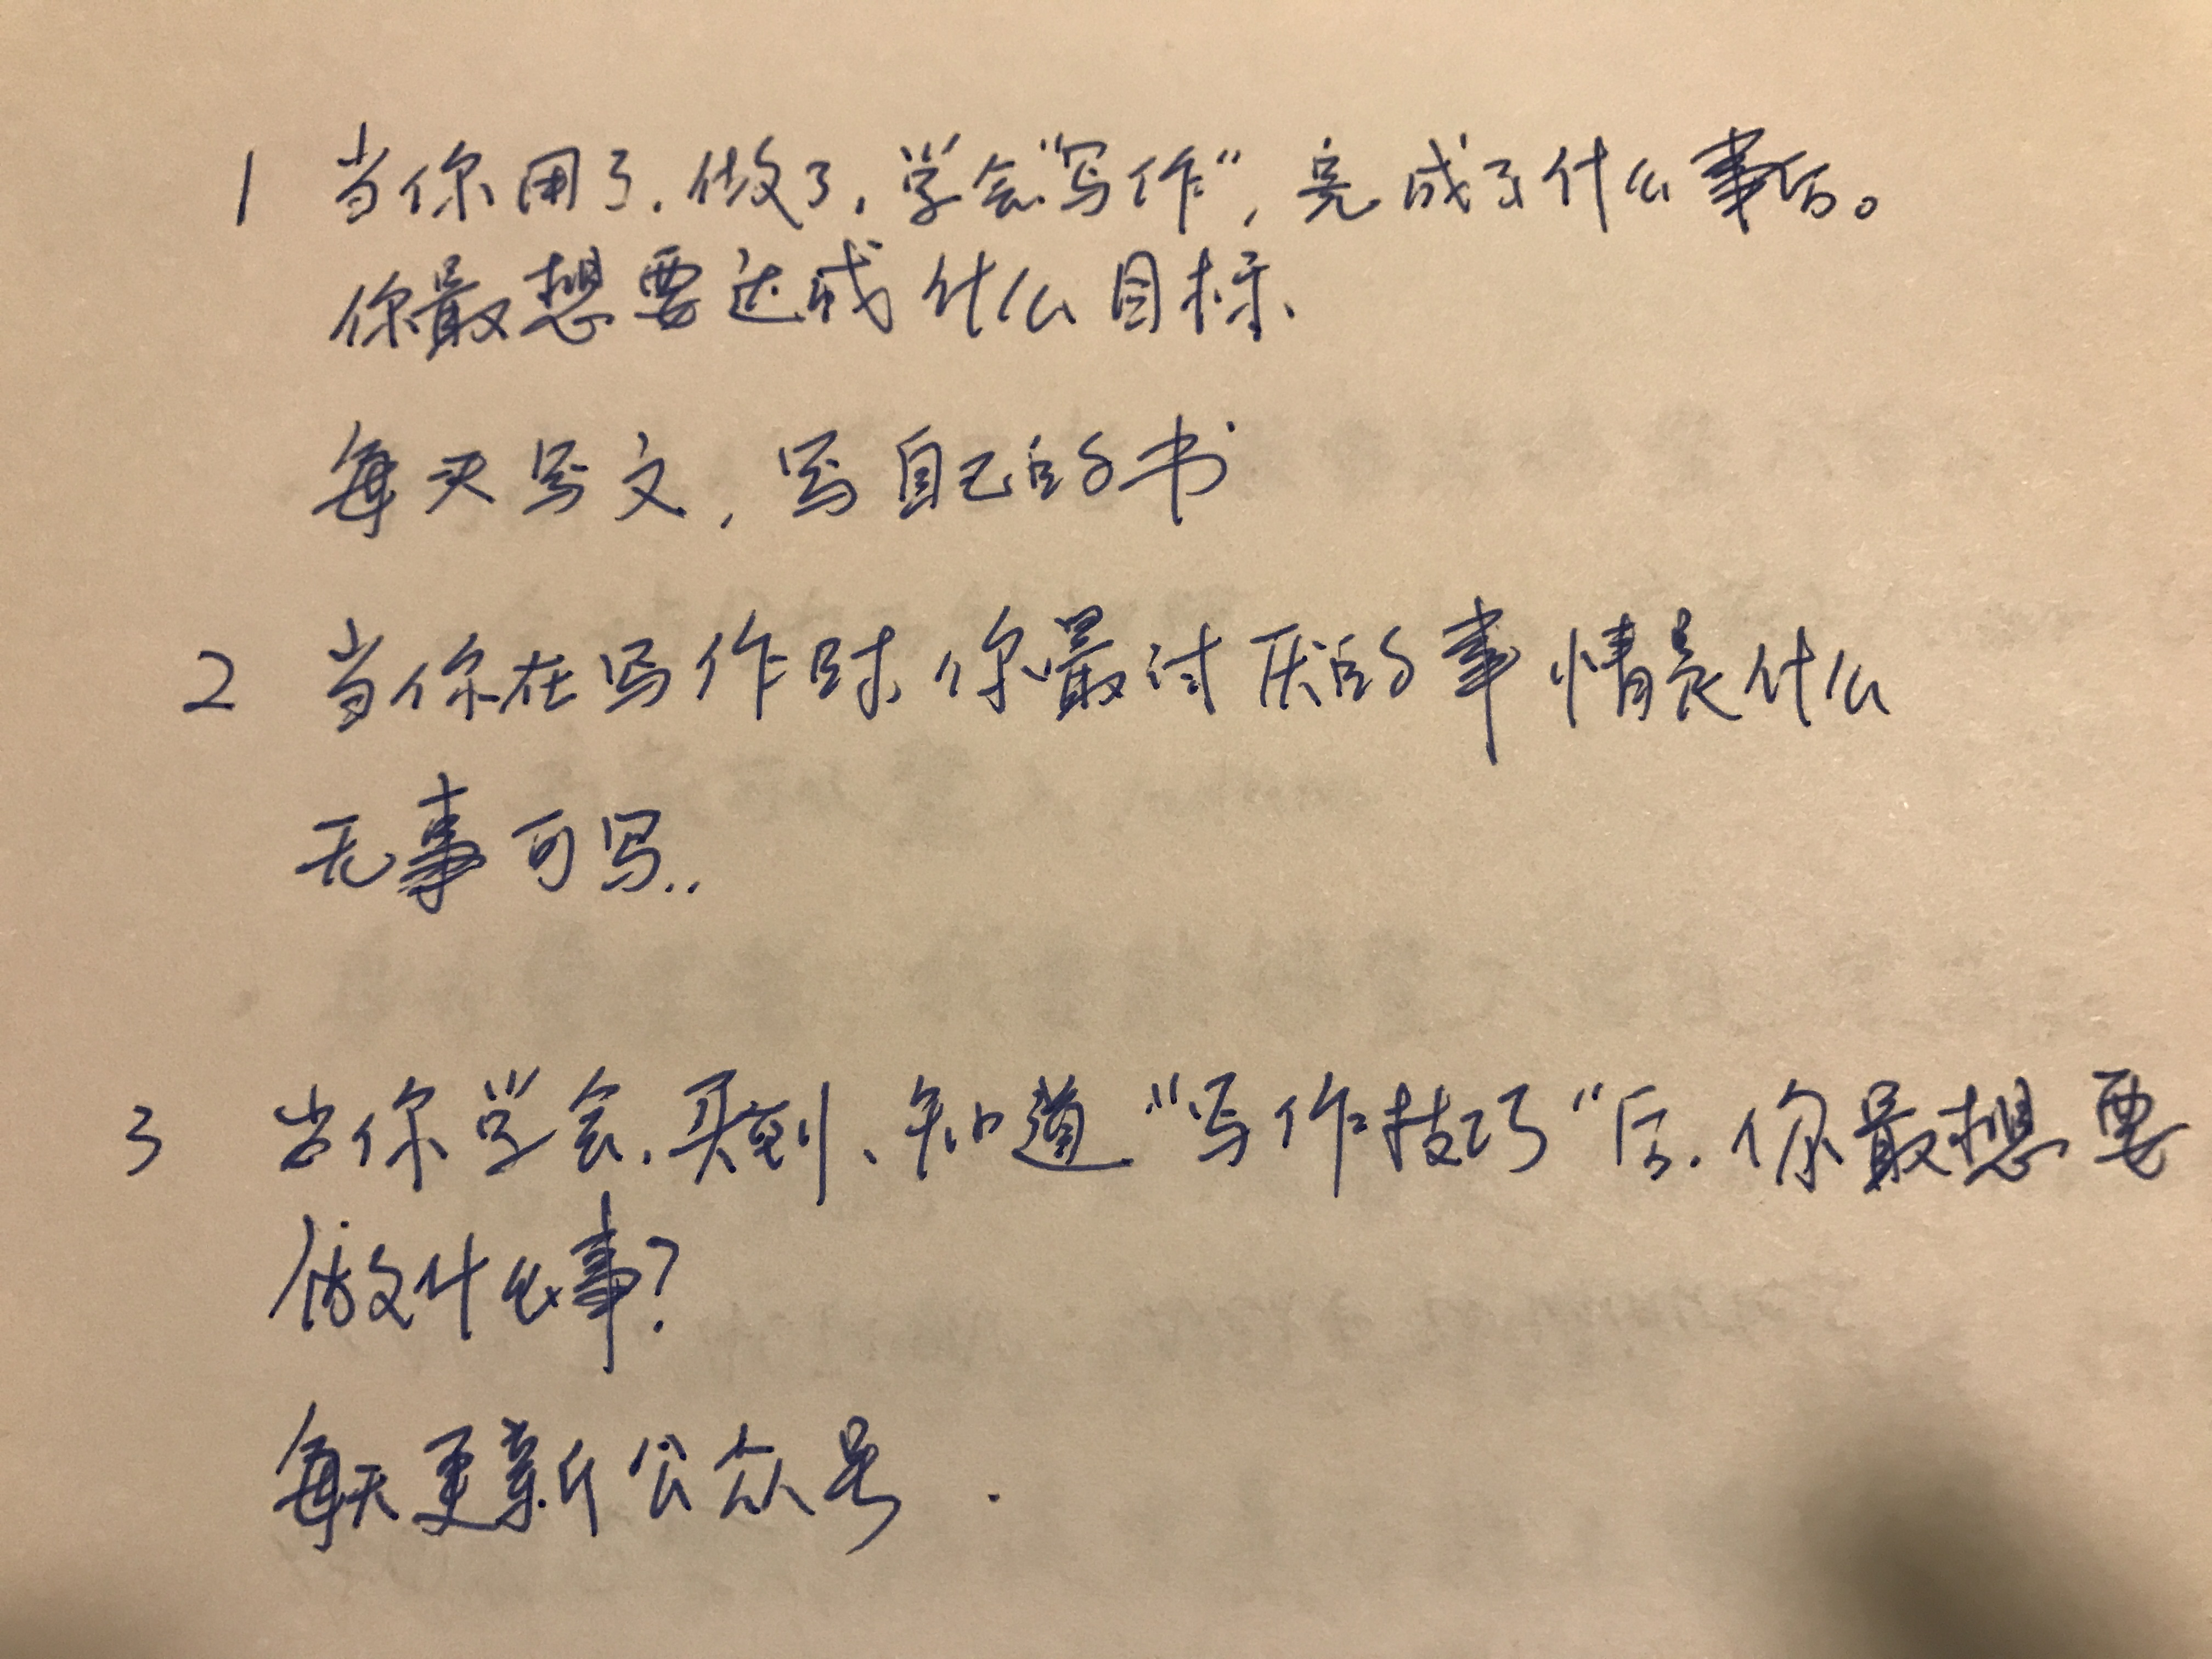 1 当你用了、做了、学会“写作”,完成了什么事后。
你最想要达成什么目标、
每天写文,写自己的书
2 当你在写作时、你最讨厌的事情是什么
无事可写..
3 当你学会、买到、知道“写作技巧“后、你最想要
做什么事?
每天更新公众号.